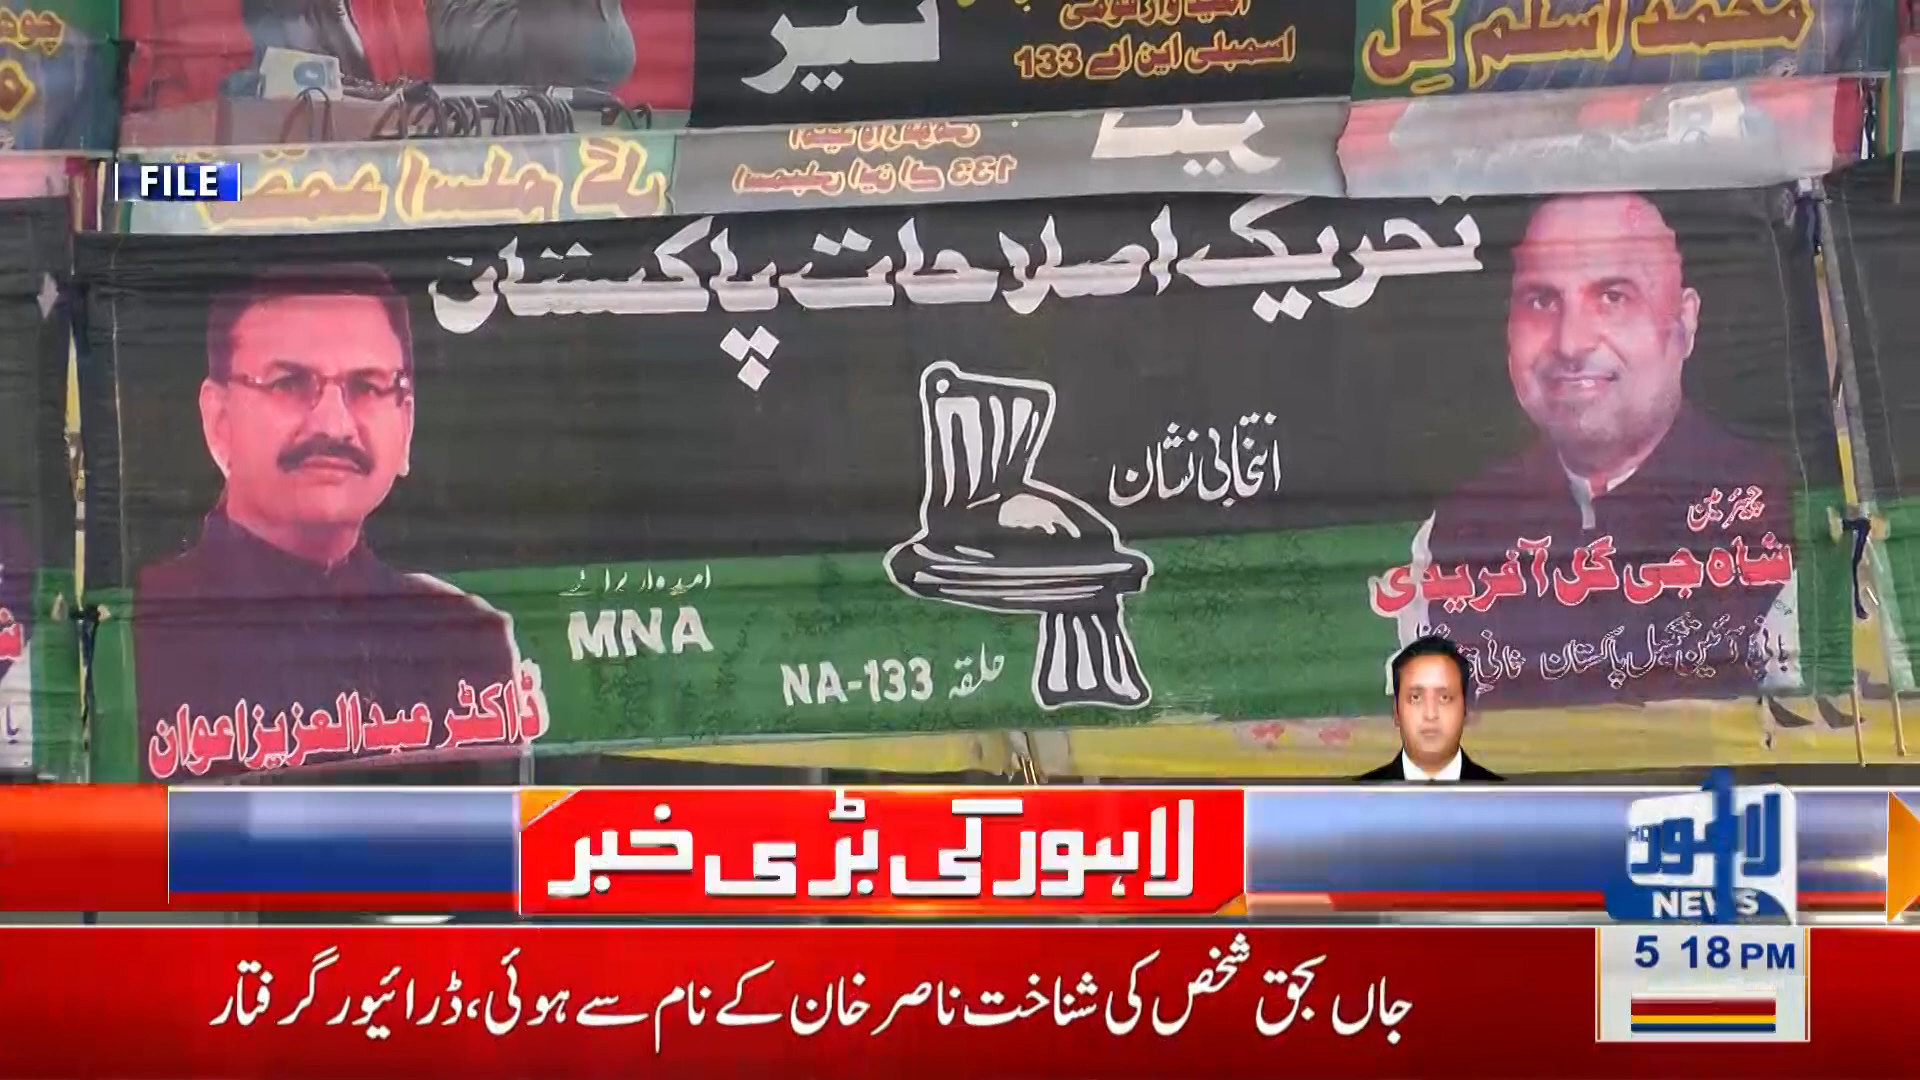 تیر
اسمبلی این اے 133
محمد اسلم گل
FILE
تحریک اصلاحات پاکستان
انتخابی نشان
چیئرمین
شاہ جی گل آفریدی
امیدوار برائے
MNA
حلقہ NA-133
ڈاکٹر عبدالعزیز اعوان
لاہور کی بڑی خبر
لاہور
NEWS
5 18 PM
جاں بحق شخص کی شناخت ناصر خان کے نام سے ہوئی، ڈرائیور گرفتار